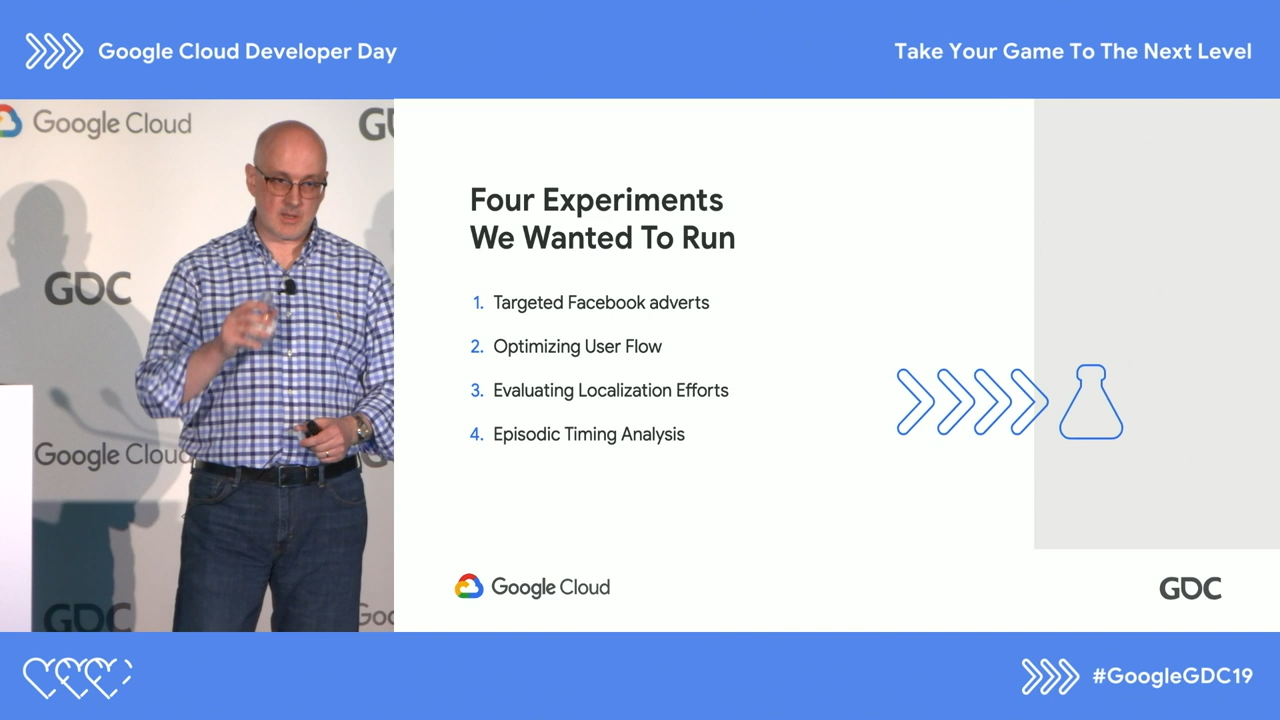 Google Cloud Developer Day
Take Your Game To The Next Level
Google Cloud
GDC
Google Cloud
GDC
Four Experiments
We Wanted To Run
1. Targeted Facebook adverts
2. Optimizing User Flow
3. Evaluating Localization Efforts
4. Episodic Timing Analysis
Google Cloud
GDC
#GoogleGDC19